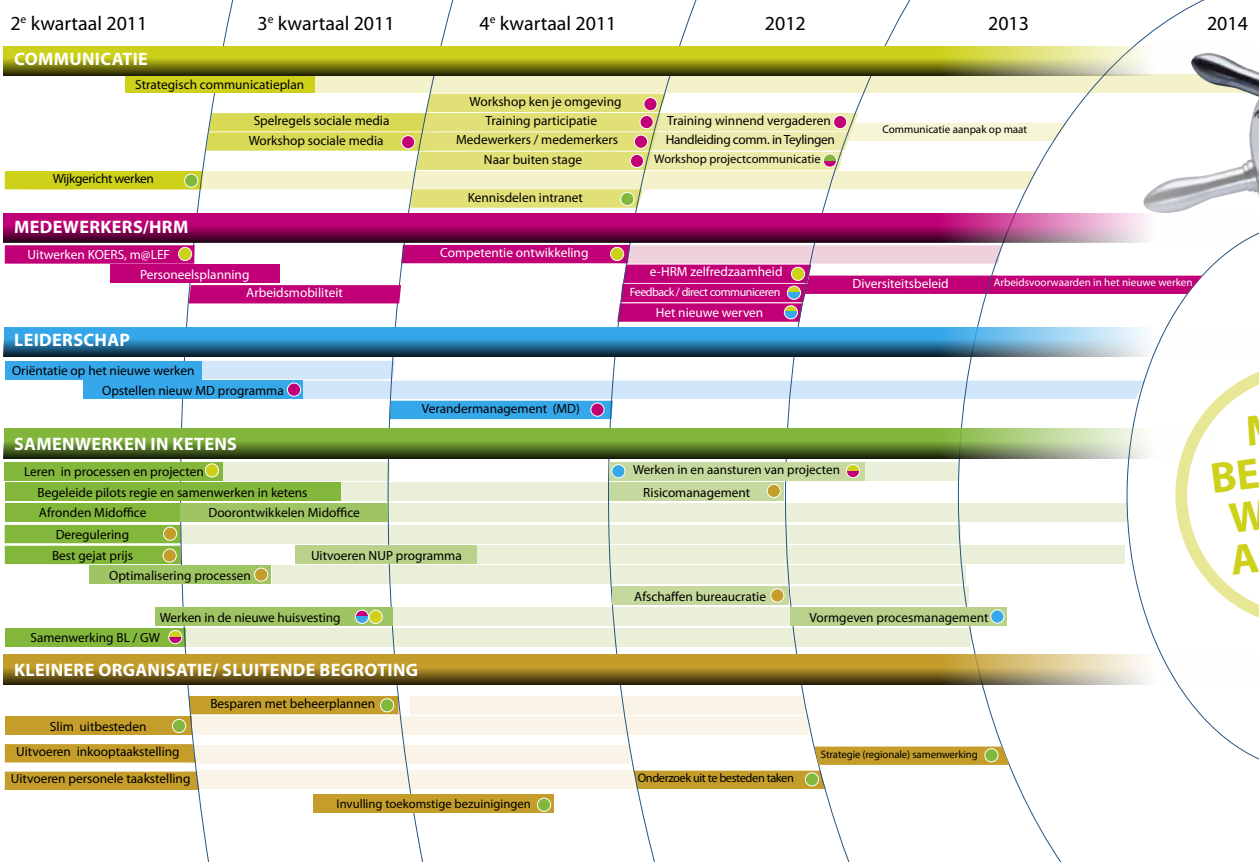 2e kwartaal 2011 3e kwartaal 2011 4e kwartaal 2011 2012 2013 2014
COMMUNICATIE
Strategisch communicatieplan
Workshop ken je omgeving
Spelregels sociale media Training participatie Training winnend vergaderen
Communicatie aanpak op maat
Workshop sociale media Medewerkers / medemerkers Handleiding comm. in Teylingen
Naar buiten stage Workshop projectcommunicatie
Wijkgericht werken
Kennisdelen intranet
MEDEWERKERS/HRM
Uitwerken KOERS, m@LEF Competentie ontwikkeling
Personeelsplanning e-HRM zelfredzaamheid
Diversiteitsbeleid Arbeidsvoorwaarden in het nieuwe werken
Arbeidsmobiliteit Feedback / direct communiceren
Het nieuwe werven
LEIDERSCHAP
Oriëntatie op het nieuwe werken
Opstellen nieuw MD programma
Verandermanagement (MD)
SAMENWERKEN IN KETENS
Leren in processen en projecten Werken in en aansturen van projecten
Begeleide pilots regie en samenwerken in ketens Risicomanagement
Afronden Midoffice Doorontwikkelen Midoffice
Deregulering
Best gejat prijs Uitvoeren NUP programma
Optimalisering processen
Afschaffen bureaucratie
Werken in de nieuwe huisvesting Vormgeven procesmanagement
Samenwerking BL / GW
KLEINERE ORGANISATIE/ SLUITENDE BEGROTING
Besparen met beheerplannen
Slim uitbesteden
Uitvoeren inkooptaakstelling Strategie (regionale) samenwerking
Uitvoeren personele taakstelling Onderzoek uit te besteden taken
Invulling toekomstige bezuinigingen